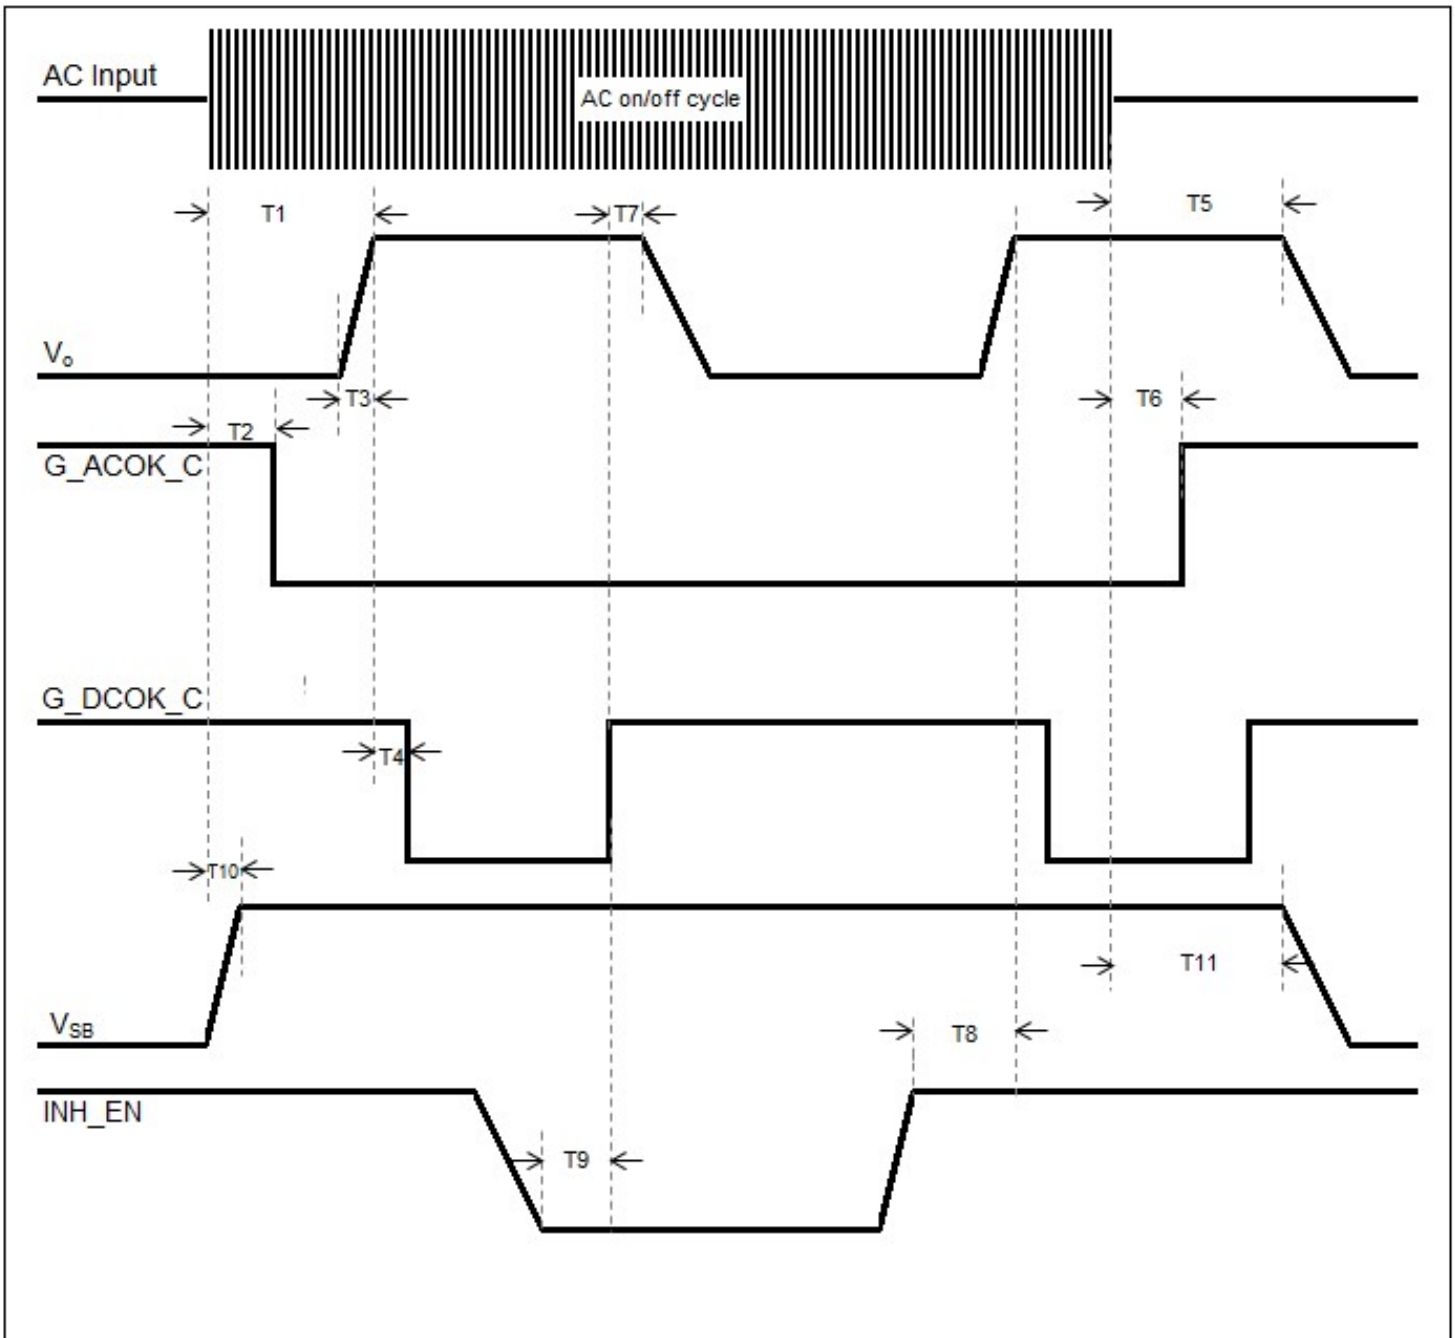 AC Input
AC on/off cycle
T1
T7
T5
Vo
T3
T6
T2
G_ACOK_C
G_DCOK_C
T4
T10
T11
VSB
T8
INH_EN
T9